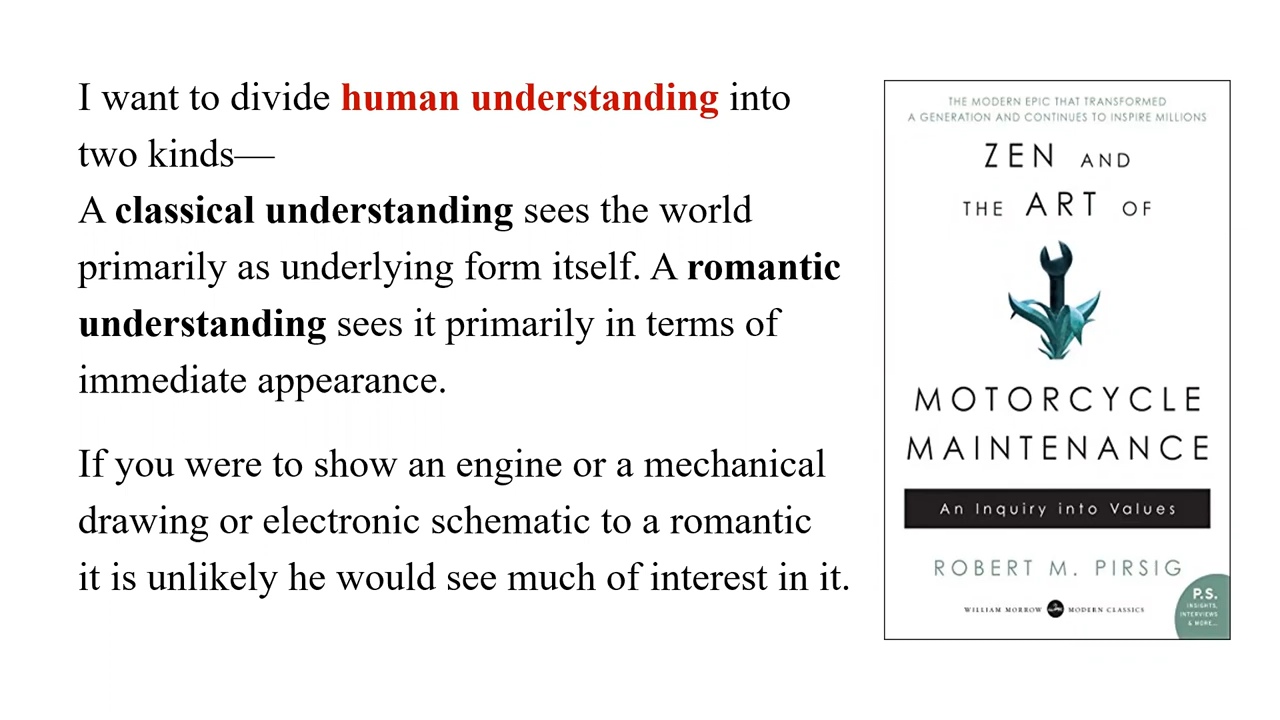 I want to divide human understanding into
two kinds—
A classical understanding sees the world
primarily as underlying form itself. A romantic
understanding sees it primarily in terms of
immediate appearance.
If you were to show an engine or a mechanical
drawing or electronic schematic to a romantic
it is unlikely he would see much of interest in it.
THE MODERN EPIC THAT TRANSFORMED
A GENERATION AND CONTINUES TO INSPIRE MILLIONS
ZEN AND
THE ART OF
MOTORCYCLE
MAINTENANCE
An Inquiry into Values
ROBERT M. PIRSIG
WILLIAM MORROW MODERN CLASSICS
P.S.
INSIGHTS,
INTERVIEWS
& MORE...